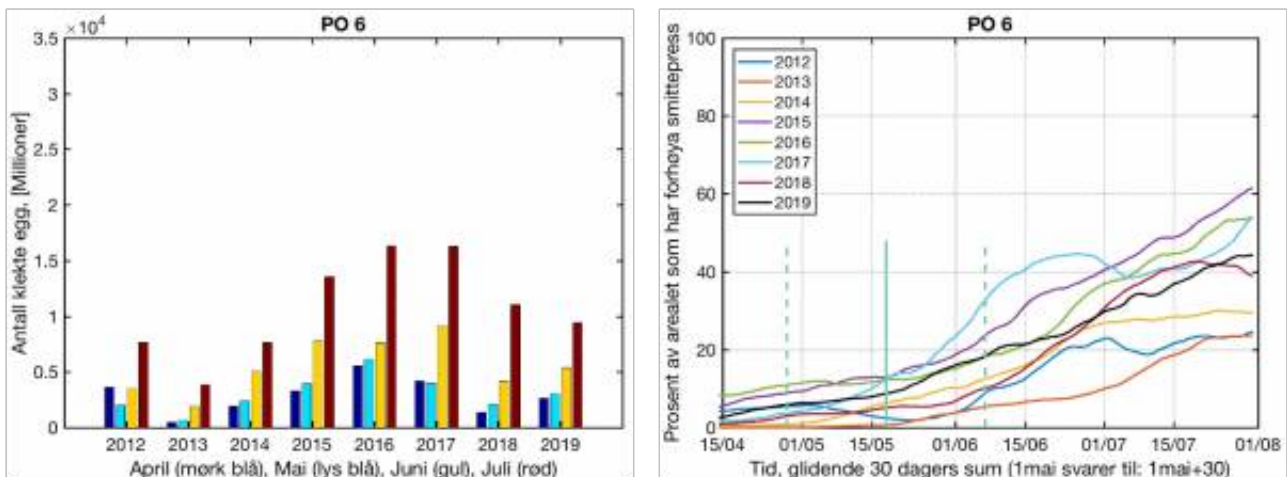 PO 6
×10⁴
3.5
3
2.5
2
1.5
1
0.5
0
Antall klekte egg, [Millioner]
2012 2013 2014 2015 2016 2017 2018 2019
April (mørk blå), Mai (lys blå), Juni (gul), Juli (rød)
PO 6
100
80
60
40
20
0
Prosent av arealet som har forhøya smittepress
2012
2013
2014
2015
2016
2017
2018
2019
15/04 01/05 15/05 01/06 15/06 01/07 15/07 01/08
Tid, glidende 30 dagers sum (1mai svarer til: 1mai+30)